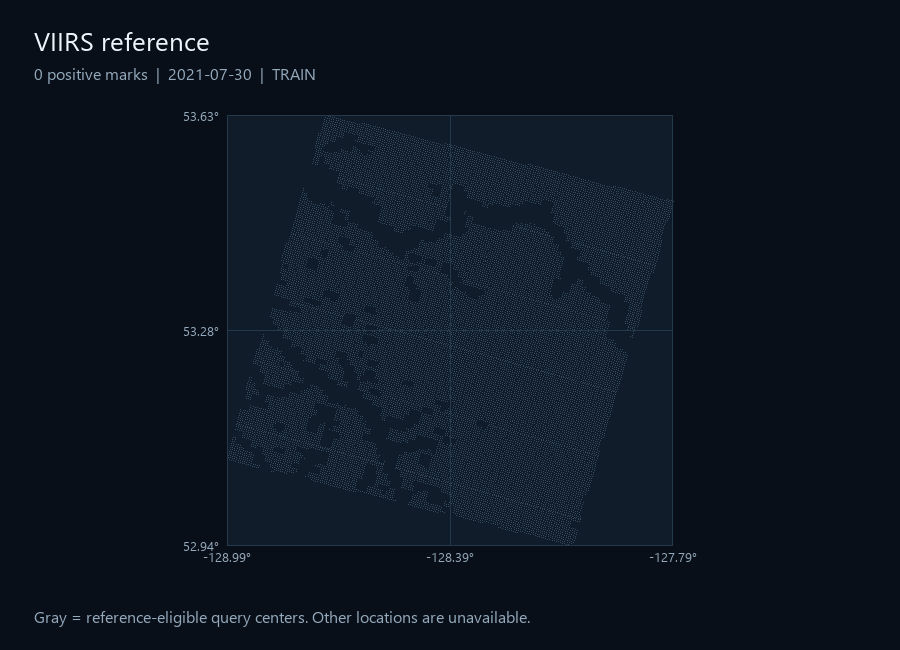 VIIRS reference
0 positive marks | 2021-07-30 | TRAIN
53.63°
53.28°
52.94°
-128.99°
-128.39°
-127.79°
Gray = reference-eligible query centers. Other locations are unavailable.